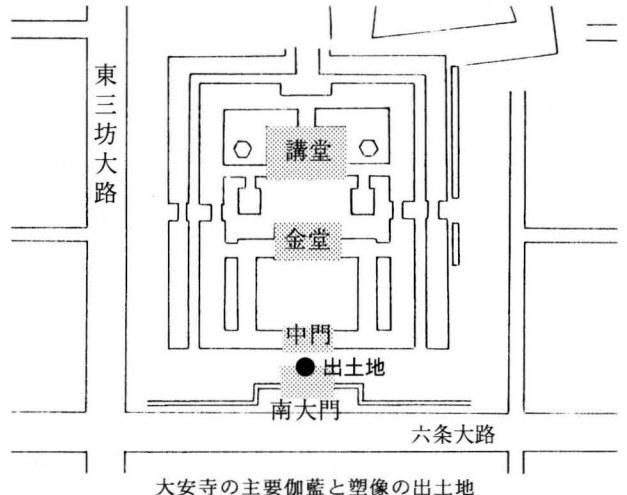 東三坊大路
講堂
金堂
中門
出土地
南大門
六条大路
大安寺の主要伽藍と塑像の出土地